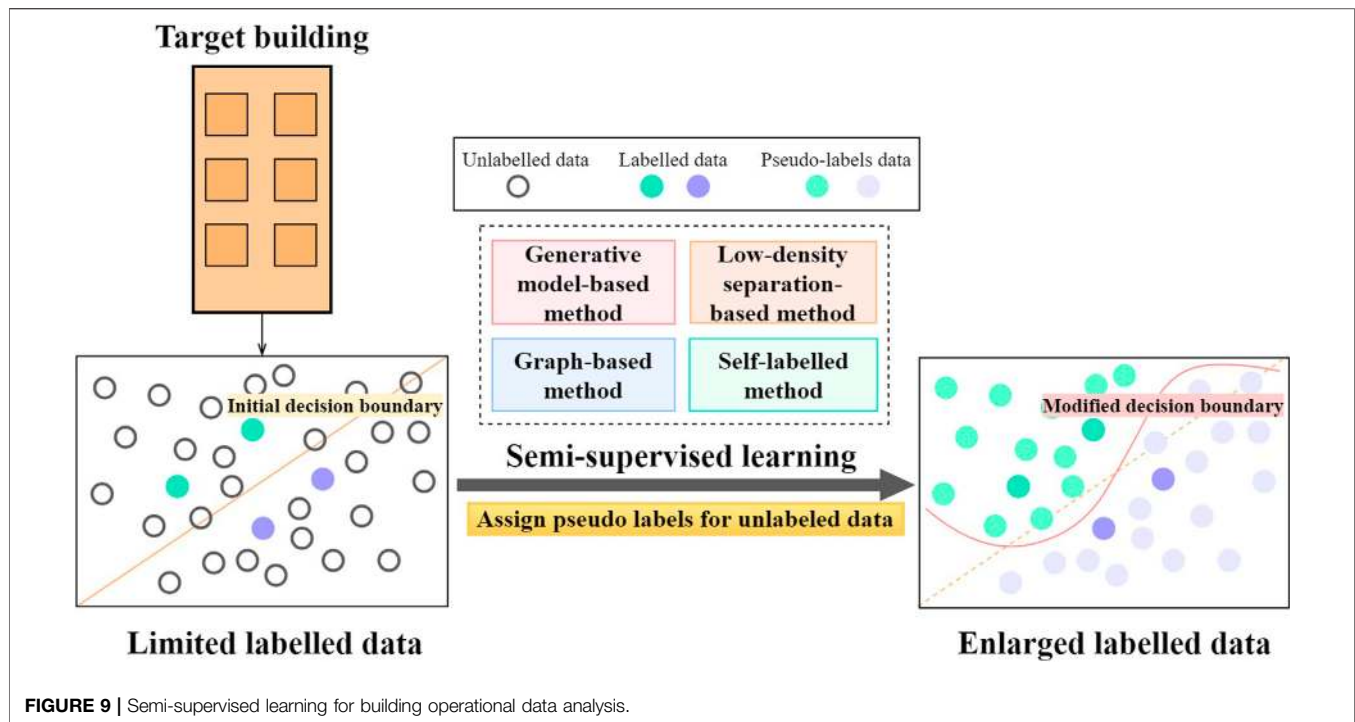 Target building
Unlabelled data
Labelled data
Pseudo-labels data
Generative
model-based
method
Low-density
separation-
based method
Graph-based
method
Self-labelled
method
Initial decision boundary
Semi-supervised learning
Assign pseudo labels for unlabeled data
Modified decision boundary
Limited labelled data
Enlarged labelled data
FIGURE 9 | Semi-supervised learning for building operational data analysis.